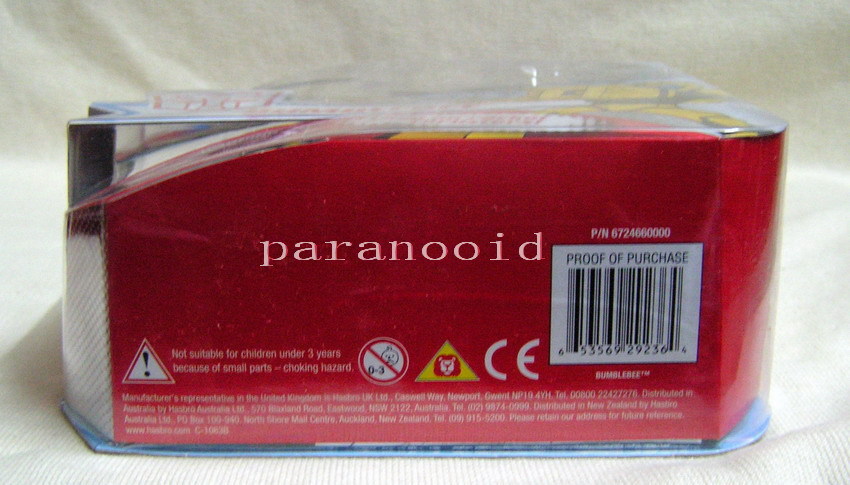 P/N 6724660000
paranooid
PROOF OF PURCHASE
6 53569 29236 4
BUMBLEBEE™
Not suitable for children under 3 years
because of small parts – choking hazard.
0-3
CE
Manufacturer's representative in the United Kingdom is Hasbro UK Ltd., Caswell Way, Newport, Gwent NP19 4YH. Tel. 00800 22427276. Distributed in
Australia by Hasbro Australia Ltd., 570 Blaxland Road, Eastwood, NSW 2122, Australia. Tel. (02) 9874-0999. Distributed in New Zealand by Hasbro
Australia Ltd., PO Box 100-940, North Shore Mail Centre, Auckland, New Zealand. Tel. (09) 915-5200. Please retain our address for future reference.
www.hasbro.com C-1063B